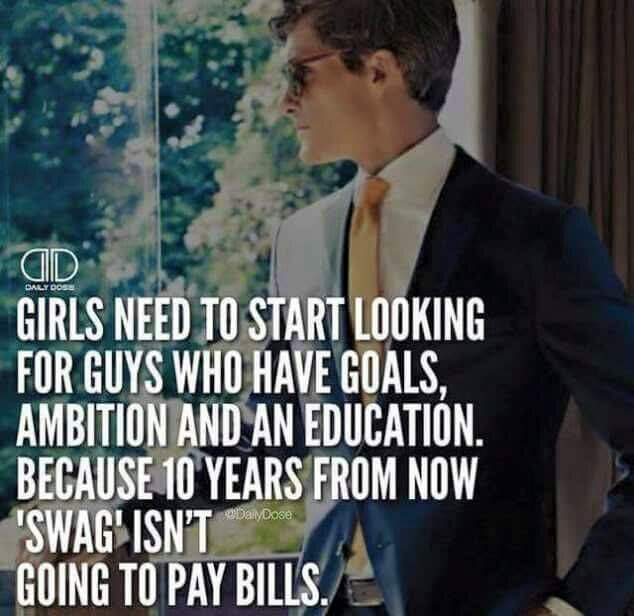 DAILY DOSE
GIRLS NEED TO START LOOKING
FOR GUYS WHO HAVE GOALS,
AMBITION AND AN EDUCATION.
BECAUSE 10 YEARS FROM NOW
'SWAG' ISN'T @DailyDose
GOING TO PAY BILLS.